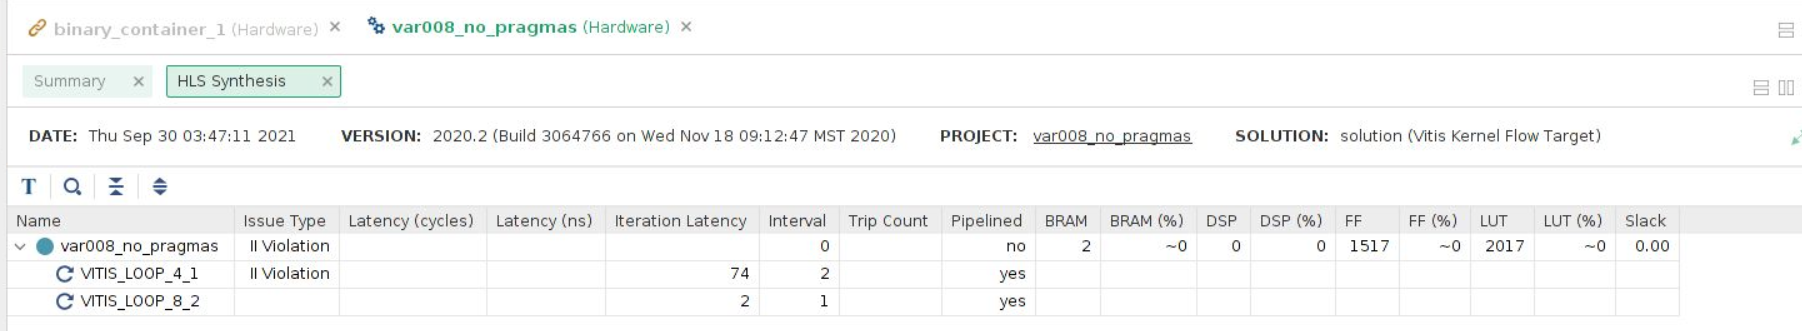 binary_container_1 (Hardware) × var008_no_pragmas (Hardware) ×
Summary × HLS Synthesis ×
DATE: Thu Sep 30 03:47:11 2021 VERSION: 2020.2 (Build 3064766 on Wed Nov 18 09:12:47 MST 2020) PROJECT: var008_no_pragmas SOLUTION: solution (Vitis Kernel Flow Target)
T
Name Issue Type Latency (cycles) Latency (ns) Iteration Latency Interval Trip Count Pipelined BRAM BRAM (%) DSP DSP (%) FF FF (%) LUT LUT (%) Slack
var008_no_pragmas II Violation 0 no 2 ~0 0 0 1517 ~0 2017 ~0 0.00
VITIS_LOOP_4_1 II Violation 74 2 yes
VITIS_LOOP_8_2 2 1 yes